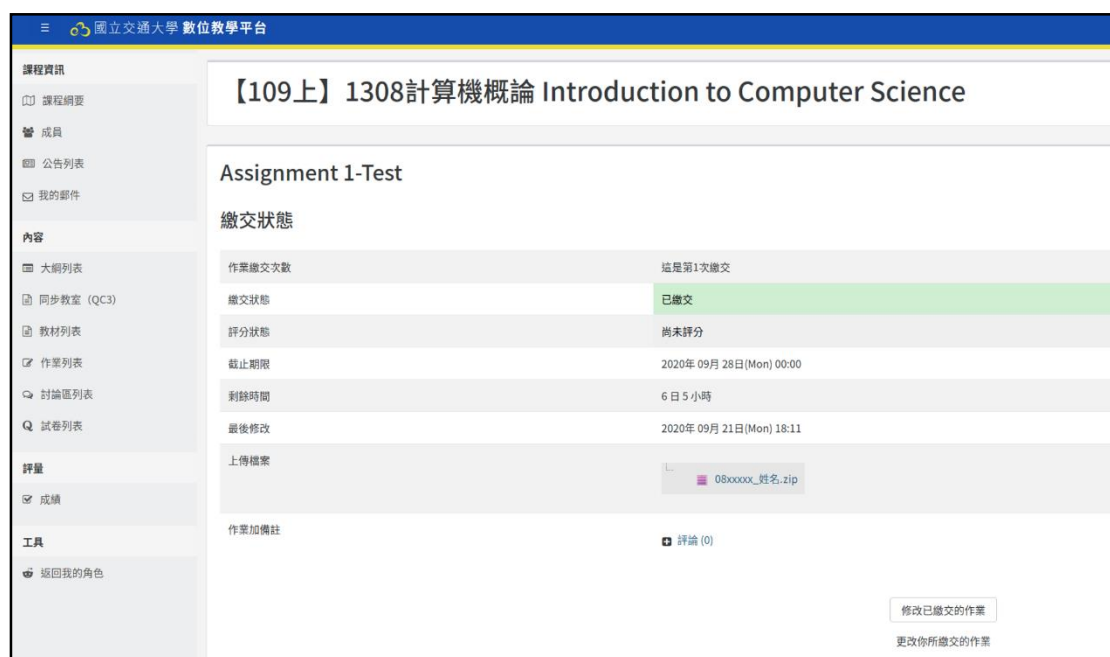 國立交通大學 數位教學平台
課程資訊
課程綱要
成員
公告列表
我的郵件
內容
大綱列表
同步教室（QC3）
教材列表
作業列表
討論區列表
試卷列表
評量
成績
工具
返回我的角色
【109上】1308計算機概論 Introduction to Computer Science
Assignment 1-Test
繳交狀態
作業繳交次數 這是第1次繳交
繳交狀態 已繳交
評分狀態 尚未評分
截止期限 2020年 09月 28日(Mon) 00:00
剩餘時間 6 日 5 小時
最後修改 2020年 09月 21日(Mon) 18:11
上傳檔案 08xxxxx_姓名.zip
作業加備註 評論 (0)
修改已繳交的作業
更改你所繳交的作業